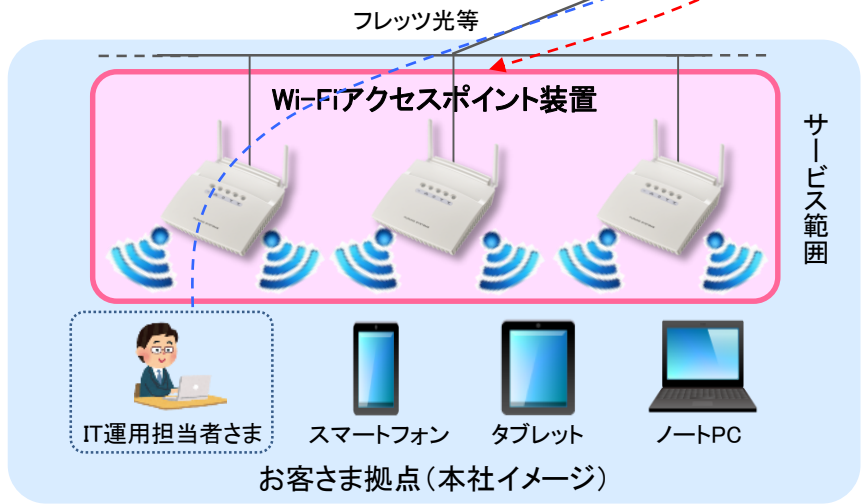 フレッツ光等
Wi-Fiアクセスポイント装置
サービス範囲
IT運用担当者さま
スマートフォン
タブレット
ノートPC
お客さま拠点（本社イメージ）